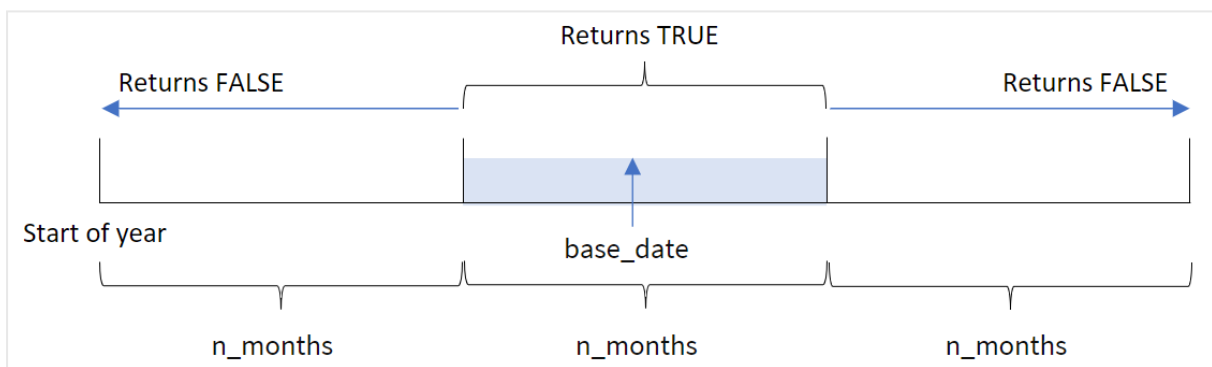 Returns TRUE
Returns FALSE
Returns FALSE
Start of year
base_date
n_months
n_months
n_months